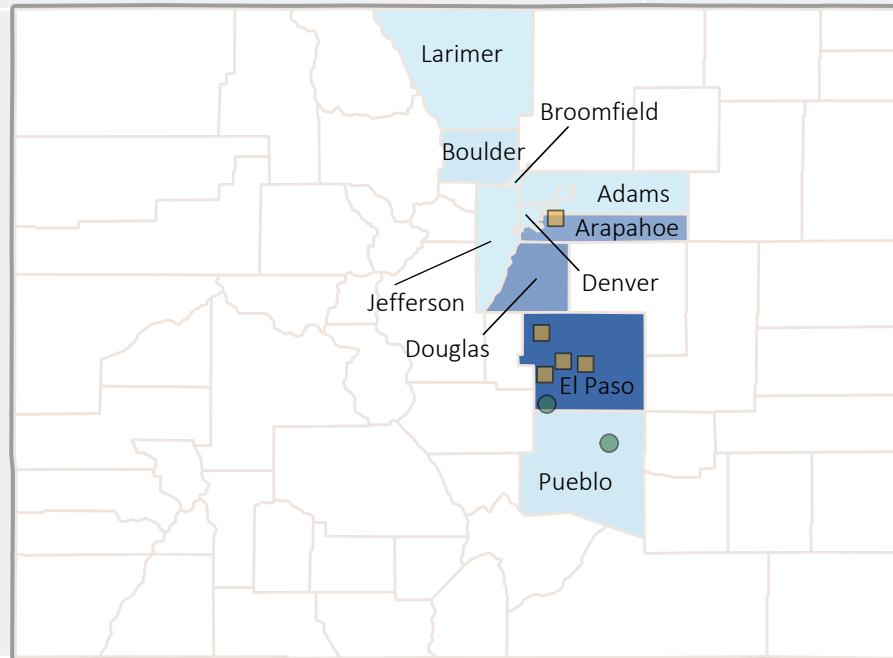 Larimer
Broomfield
Boulder
Adams
Arapahoe
Denver
Jefferson
Douglas
El Paso
Pueblo